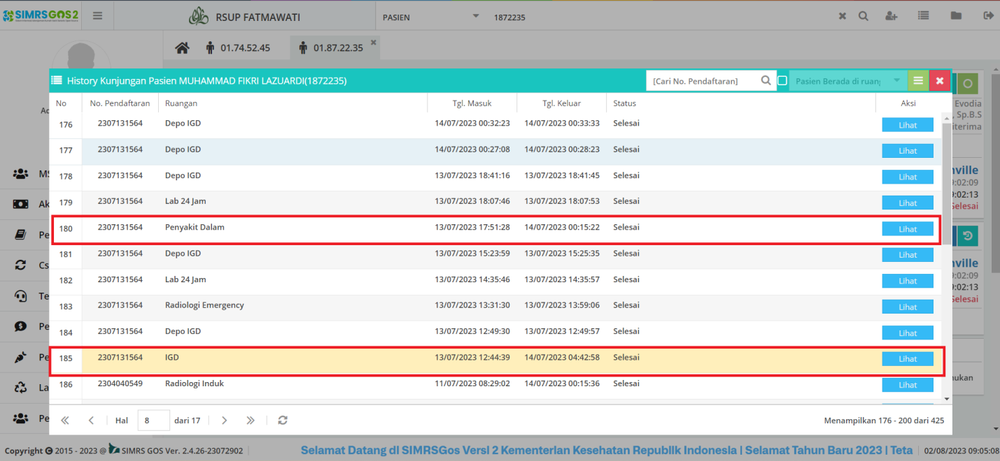 SIMRSGOS2
RSUP FATMAWATI
PASIEN
1872235
01.74.52.45
01.87.22.35
History Kunjungan Pasien MUHAMMAD FIKRI LAZUARDI(1872235)
[Cari No. Pendaftaran]
Pasien Berada di ruang
No No. Pendaftaran Ruangan Tgl. Masuk Tgl. Keluar Status Aksi
176 2307131564 Depo IGD 14/07/2023 00:32:23 14/07/2023 00:33:33 Selesai Lihat
177 2307131564 Depo IGD 14/07/2023 00:27:08 14/07/2023 00:28:23 Selesai Lihat
178 2307131564 Depo IGD 13/07/2023 18:41:16 13/07/2023 18:41:45 Selesai Lihat
179 2307131564 Lab 24 Jam 13/07/2023 18:07:46 13/07/2023 18:07:53 Selesai Lihat
180 2307131564 Penyakit Dalam 13/07/2023 17:51:28 14/07/2023 00:15:22 Selesai Lihat
181 2307131564 Depo IGD 13/07/2023 15:23:59 13/07/2023 15:25:35 Selesai Lihat
182 2307131564 Lab 24 Jam 13/07/2023 14:35:46 13/07/2023 14:35:57 Selesai Lihat
183 2307131564 Radiologi Emergency 13/07/2023 13:31:30 13/07/2023 13:59:06 Selesai Lihat
184 2307131564 Depo IGD 13/07/2023 12:49:30 13/07/2023 12:49:57 Selesai Lihat
185 2307131564 IGD 13/07/2023 12:44:39 14/07/2023 04:42:58 Selesai Lihat
186 2304040549 Radiologi Induk 11/07/2023 08:29:02 14/07/2023 00:15:36 Selesai Lihat
Hal 8 dari 17
Menampilkan 176 - 200 dari 425
Ac
MS
Ak
Pe
Cs
Te
Pe
Pe
La
Pe
Evodia
, Sp.B.S
iterima
wville
9:02:09
9:02:13
Selesai
wville
9:02:09
9:02:13
Selesai
mukan
Copyright © 2015 - 2023 @ SIMRS GOS Ver. 2.4.26-23072902
Selamat Datang di SIMRSGos Versi 2 Kementerian Kesehatan Republik Indonesia | Selamat Tahun Baru 2023 | Teta
02/08/2023 09:05:08